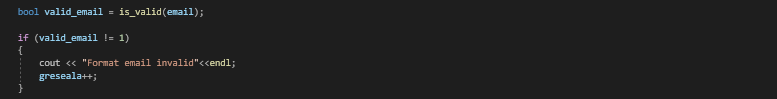 bool valid_email = is_valid(email);
if (valid_email != 1)
{
cout << "Format email invalid"<<endl;
greseala++;
}